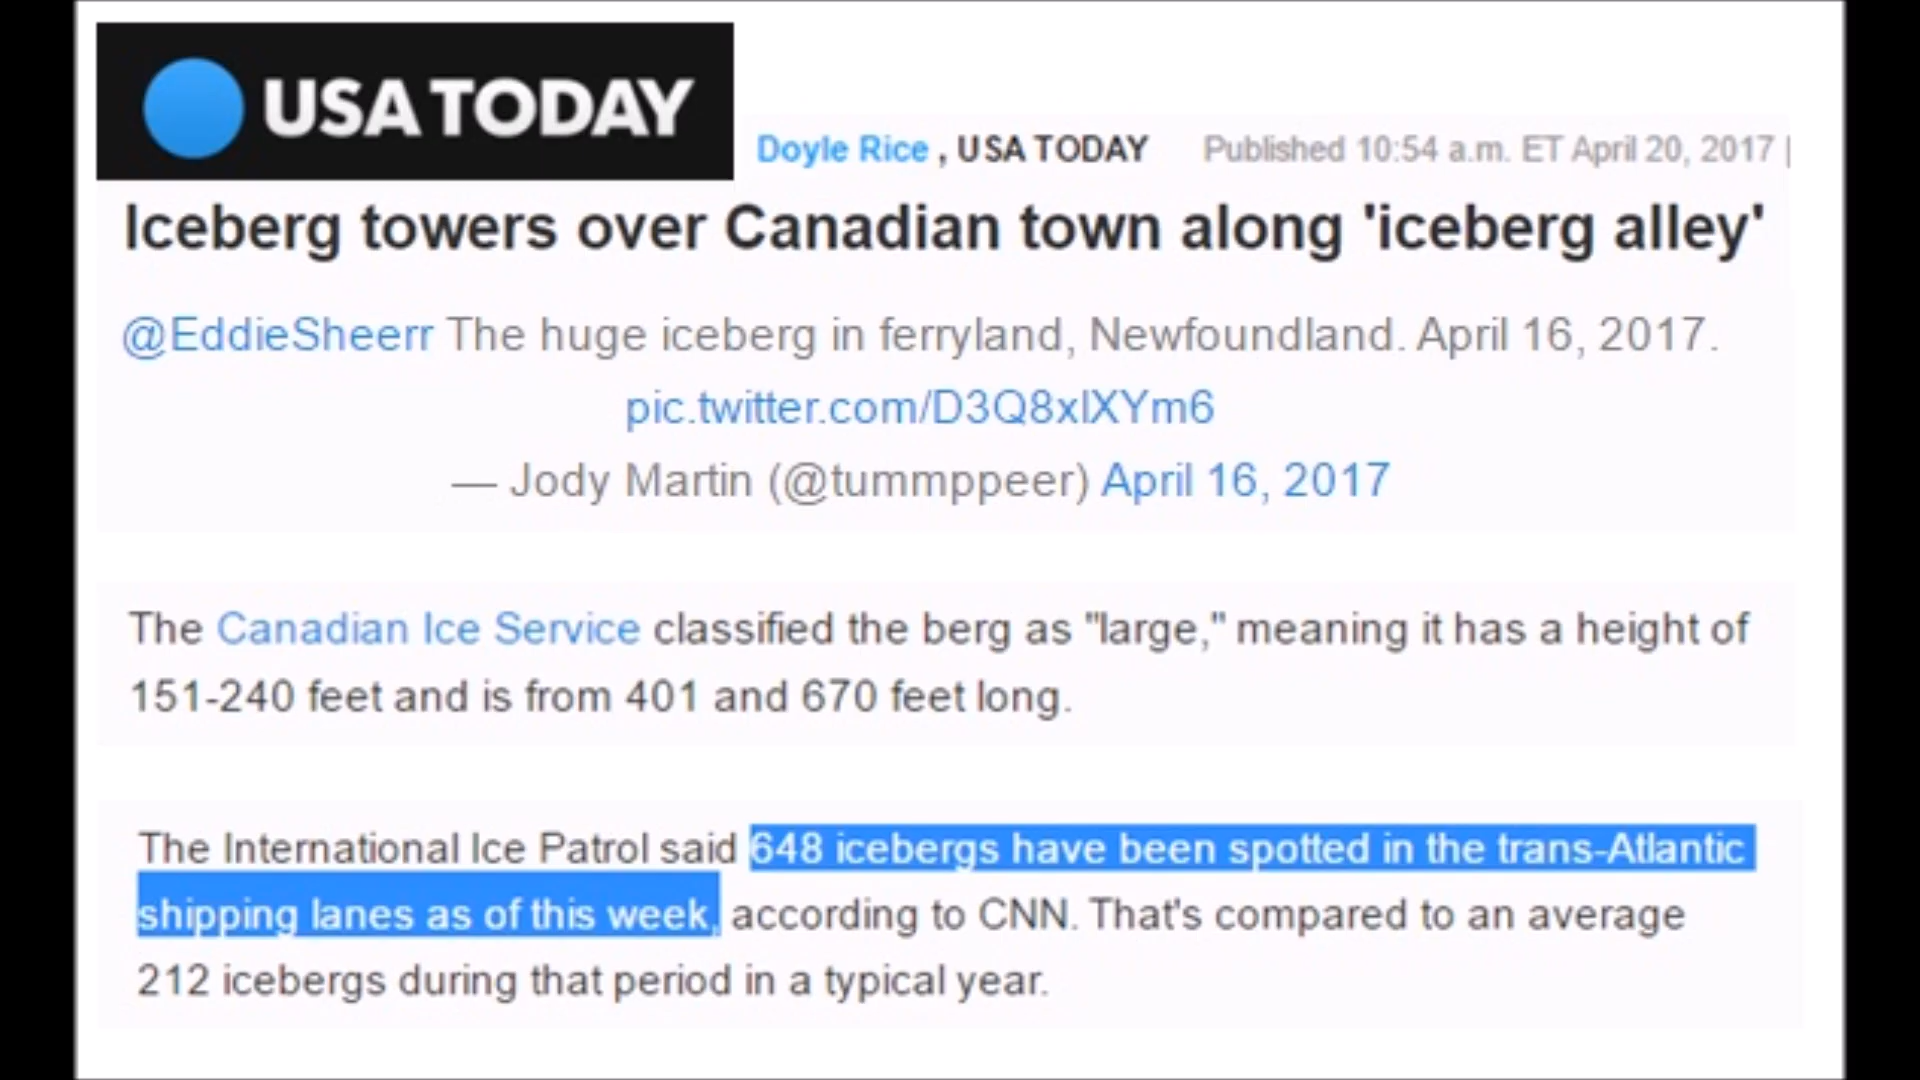 USA TODAY
Doyle Rice , USA TODAY Published 10:54 a.m. ET April 20, 2017 |
Iceberg towers over Canadian town along 'iceberg alley'
@EddieSheerr The huge iceberg in ferryland, Newfoundland. April 16, 2017.
pic.twitter.com/D3Q8xlXYm6
— Jody Martin (@tummppeer) April 16, 2017
The Canadian Ice Service classified the berg as "large," meaning it has a height of
151-240 feet and is from 401 and 670 feet long.
The International Ice Patrol said 648 icebergs have been spotted in the trans-Atlantic
shipping lanes as of this week, according to CNN. That's compared to an average
212 icebergs during that period in a typical year.